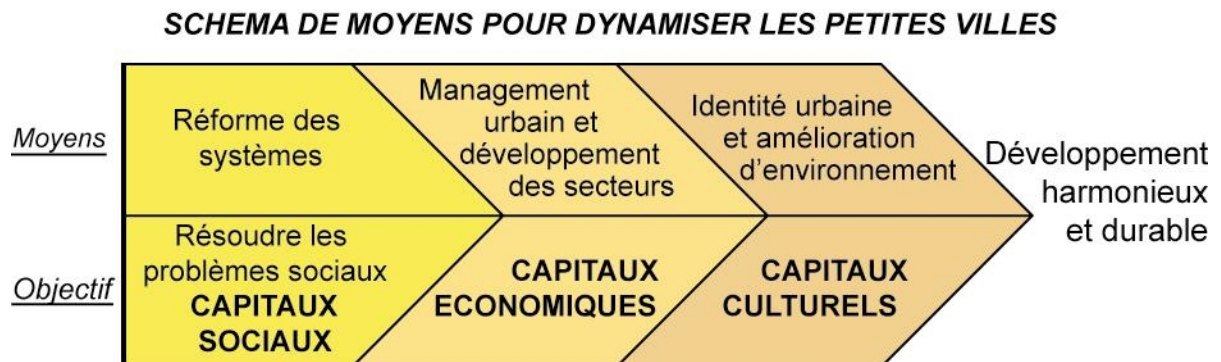 SCHEMA DE MOYENS POUR DYNAMISER LES PETITES VILLES
Moyens
Réforme des
systèmes
Management
urbain et
développement
des secteurs
Identité urbaine
et amélioration
d'environnement
Développement
harmonieux
et durable
Objectif
Résoudre les
problèmes sociaux
CAPITAUX
SOCIAUX
CAPITAUX
ECONOMIQUES
CAPITAUX
CULTURELS